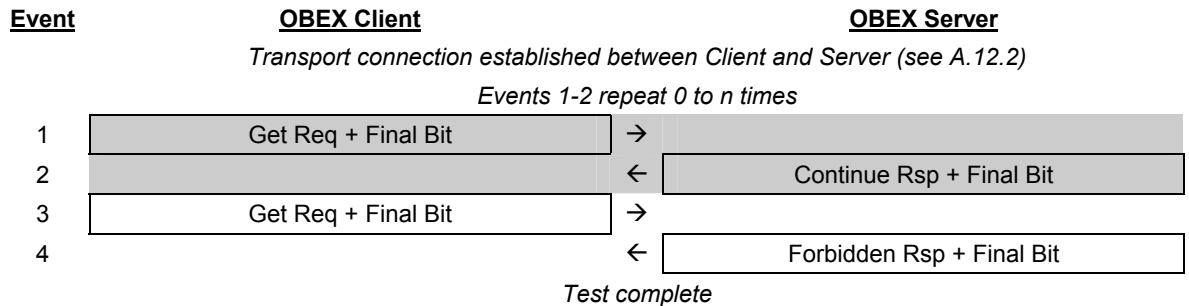 Event OBEX Client OBEX Server
Transport connection established between Client and Server (see A.12.2)
Events 1-2 repeat 0 to n times
1 Get Req + Final Bit →
2 ← Continue Rsp + Final Bit
3 Get Req + Final Bit →
4 ← Forbidden Rsp + Final Bit
Test complete